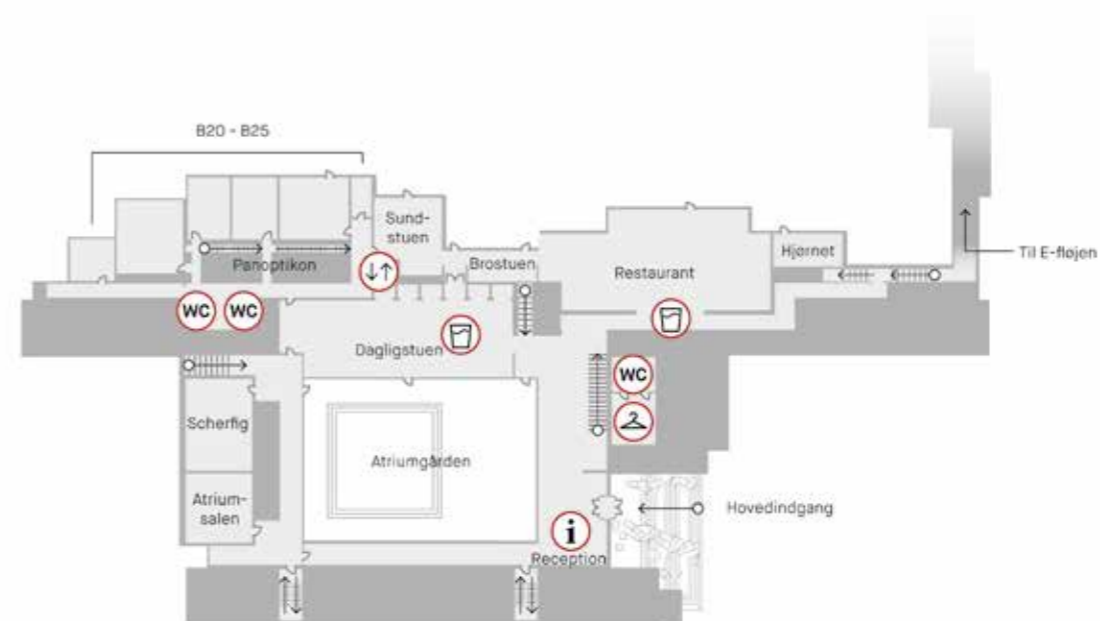 B20 - B25
Sund-
stuen
Panoptikon
Brostuen
Restaurant
Hjørnet
Til E-fløjen
WC
WC
Dagligstuen
WC
Scherfig
Atriumgården
Atrium-
salen
Hovedindgang
i
Reception